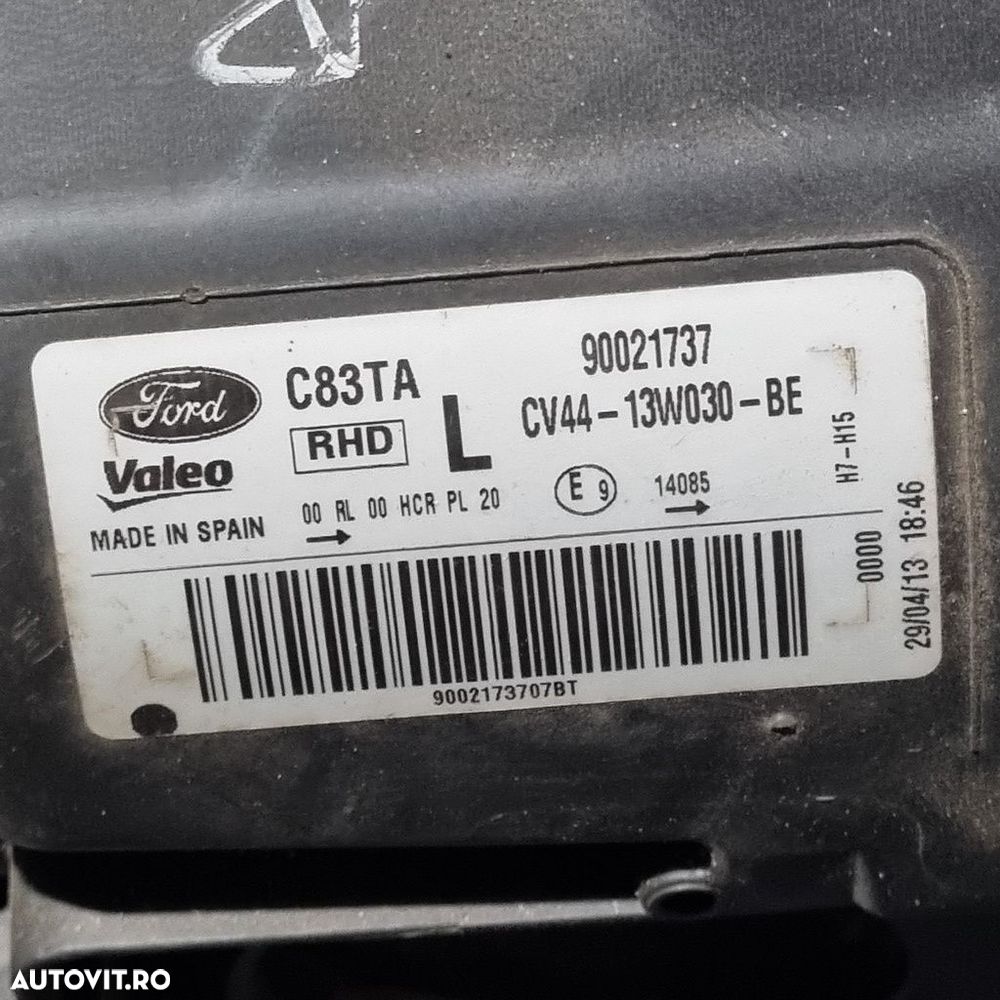 Ford
Valeo
MADE IN SPAIN
C83TA
RHD
L
00 RL 00 HCR PL 20
90021737
CV44-13W030-BE
E 9
14085
H7-H15
0000
29/04/13 18:46
9002173707BT
AUTOVIT.RO